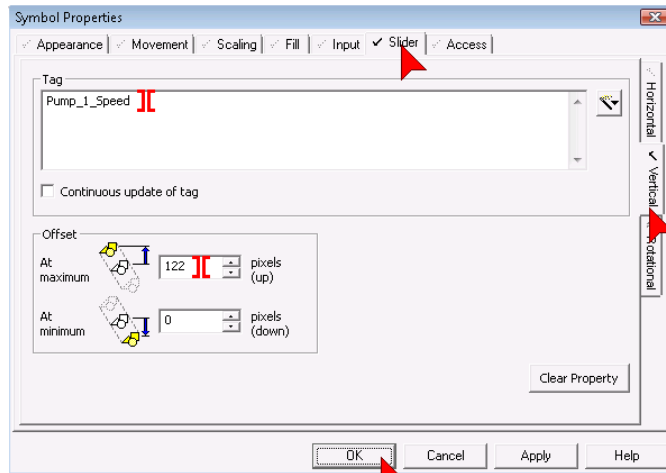 Symbol Properties
Appearance Movement Scaling Fill Input Slider Access
Tag
Pump_1_Speed
Continuous update of tag
Horizontal
Vertical
Rotational
Offset
At maximum 122 pixels (up)
At minimum 0 pixels (down)
Clear Property
OK Cancel Apply Help